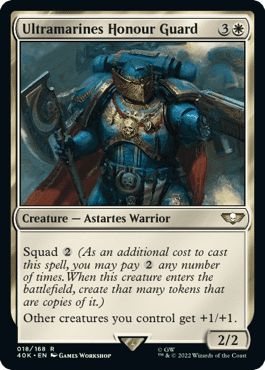 Ultramarines Honour Guard 3
Creature — Astartes Warrior
Squad 2 (As an additional cost to cast
this spell, you may pay 2 any number
of times. When this creature enters the
battlefield, create that many tokens that
are copies of it.)
Other creatures you control get +1/+1.
2/2
018/168 R
40K • EN Games Workshop
© GW
™ & © 2022 Wizards of the Coast